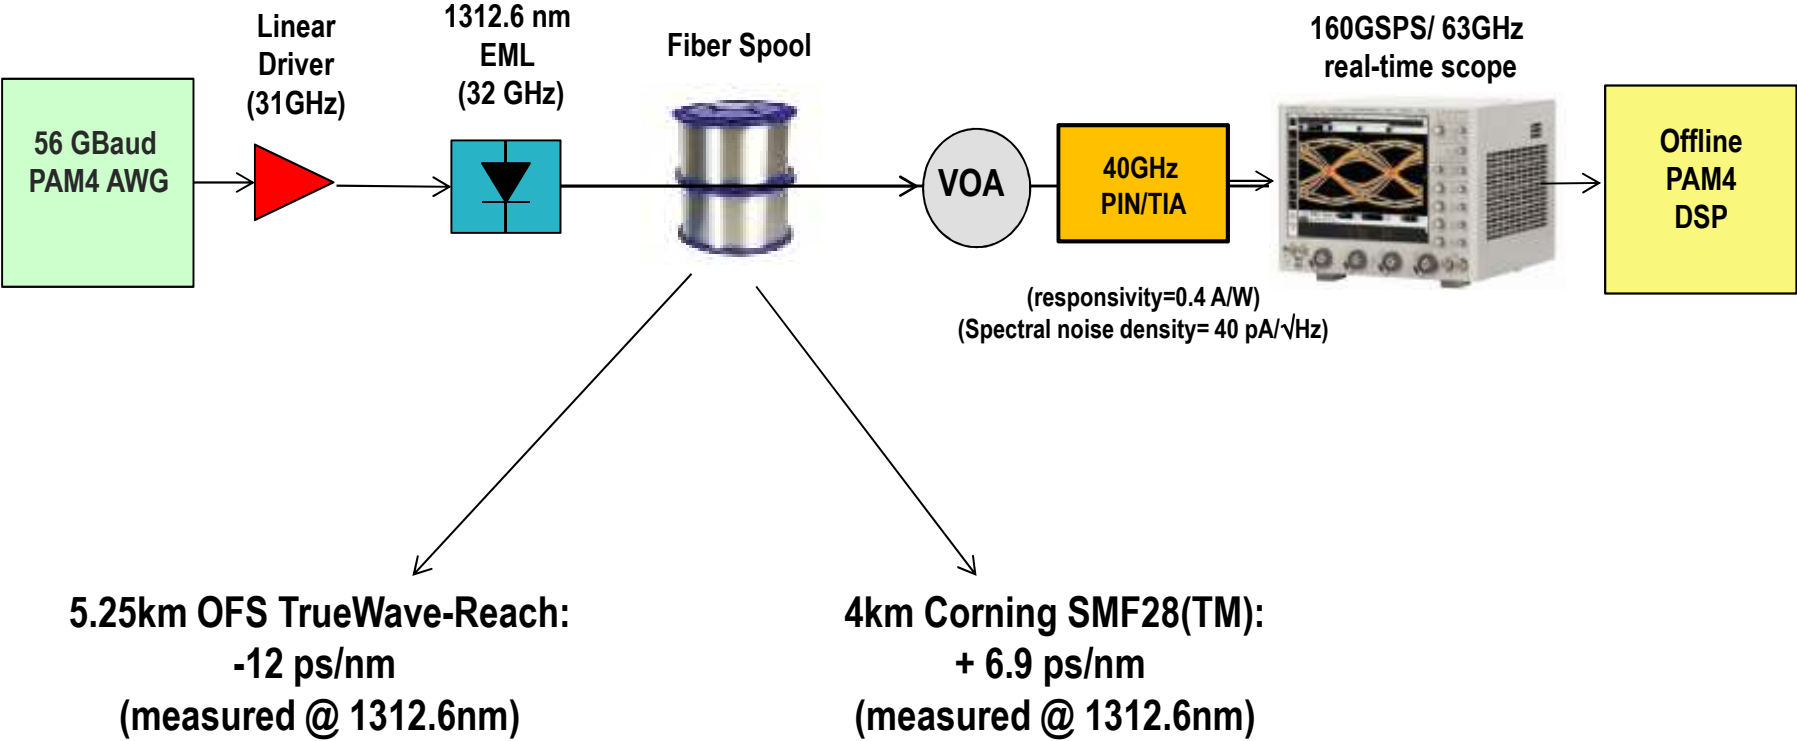 Linear
Driver
(31GHz)
1312.6 nm
EML
(32 GHz)
Fiber Spool
160GSPS/ 63GHz
real-time scope
56 GBaud
PAM4 AWG
VOA
40GHz
PIN/TIA
Offline
PAM4
DSP
(responsivity=0.4 A/W)
(Spectral noise density= 40 pA/√Hz)
5.25km OFS TrueWave-Reach:
-12 ps/nm
(measured @ 1312.6nm)
4km Corning SMF28(TM):
+ 6.9 ps/nm
(measured @ 1312.6nm)